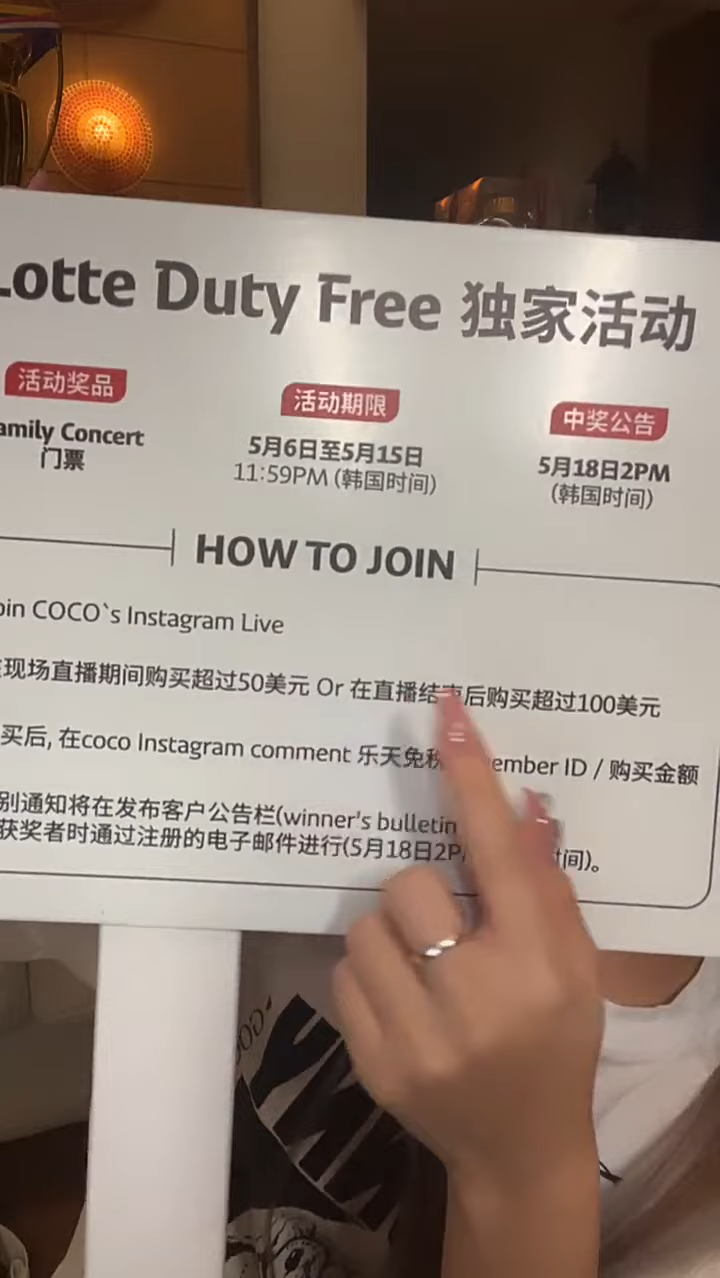 Lotte Duty Free 独家活动
活动奖品
活动期限
中奖公告
amily Concert
门票
5月6日至5月15日
11:59PM (韩国时间)
5月18日2PM
(韩国时间)
HOW TO JOIN
oin COCO`s Instagram Live
现场直播期间购买超过50美元 Or 在直播结束后购买超过100美元
买后, 在coco Instagram comment 乐天免税 ember ID / 购买金额
别通知将在发布客户公告栏(winner's bulletin
获奖者时通过注册的电子邮件进行(5月18日2P 间)。